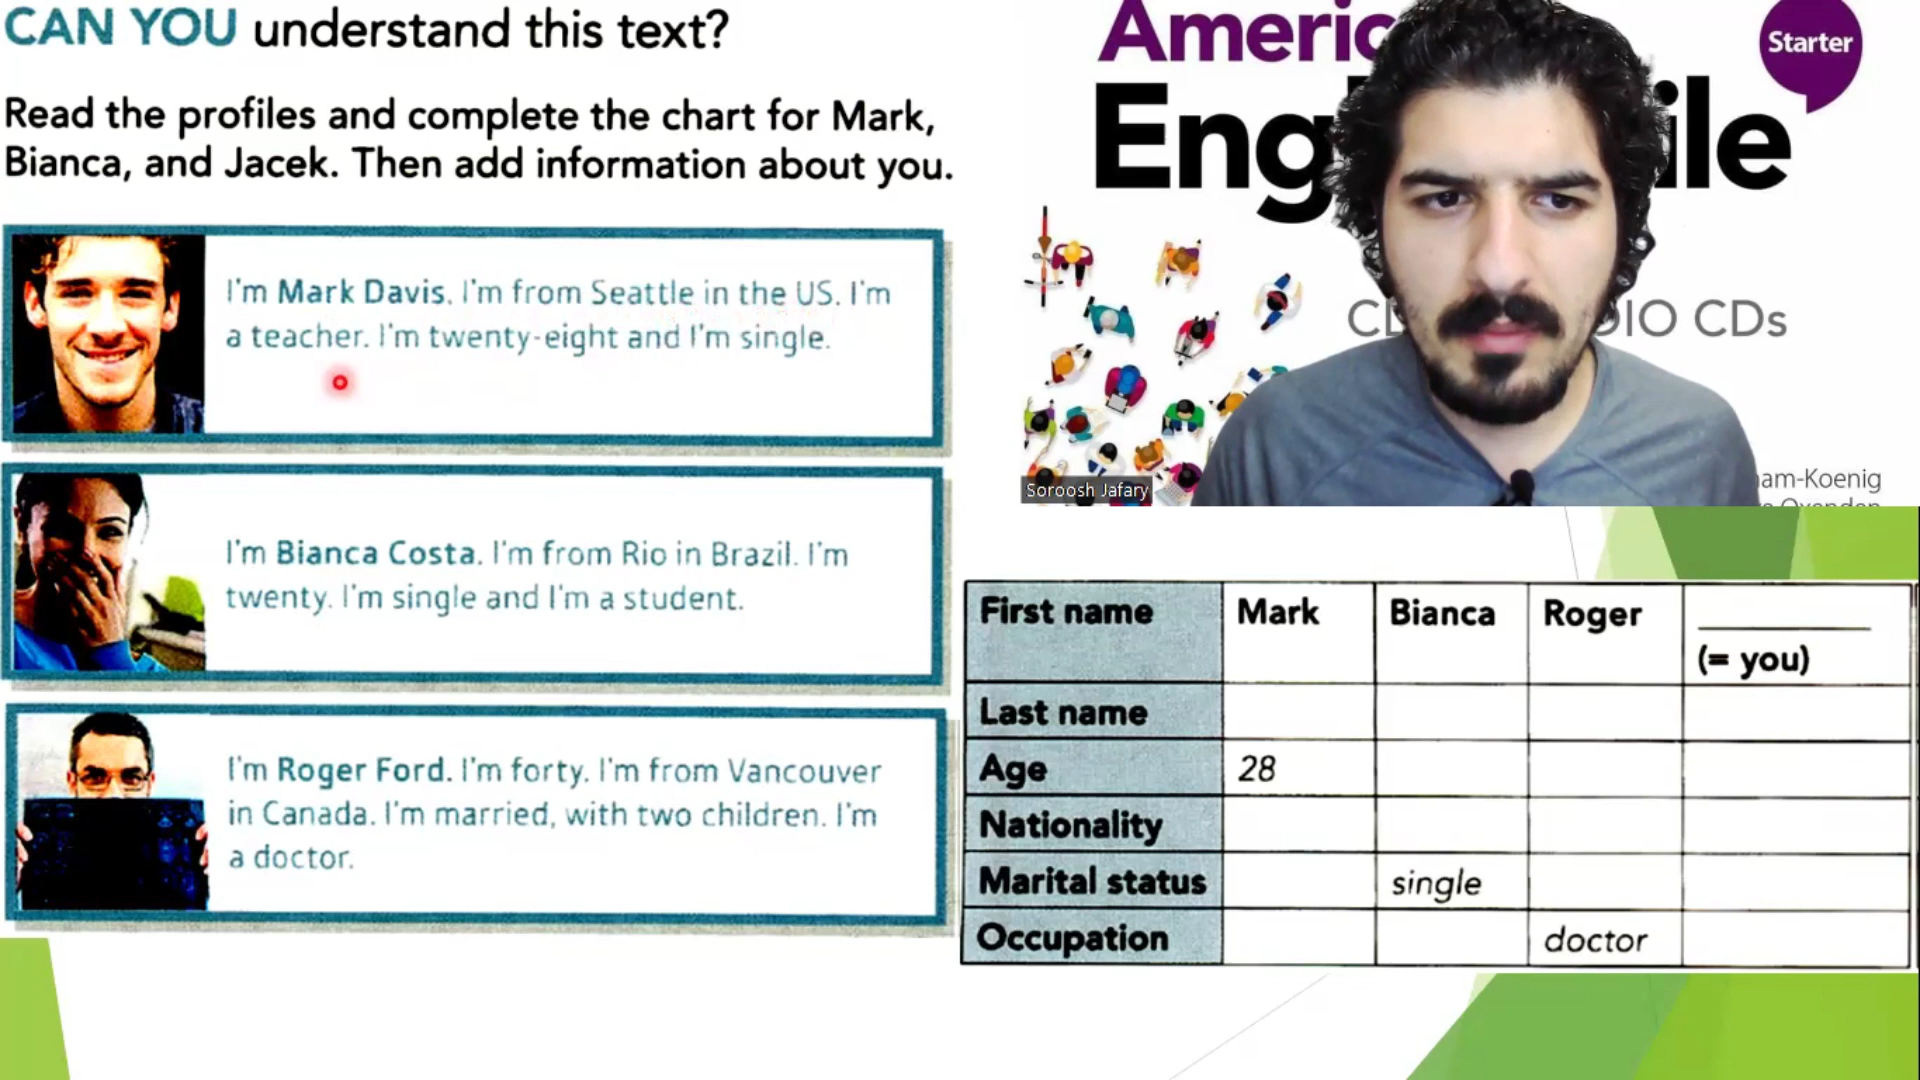 CAN YOU understand this text?
Read the profiles and complete the chart for Mark,
Bianca, and Jacek. Then add information about you.
I'm Mark Davis. I'm from Seattle in the US. I'm
a teacher. I'm twenty-eight and I'm single.
I'm Bianca Costa. I'm from Rio in Brazil. I'm
twenty. I'm single and I'm a student.
I'm Roger Ford. I'm forty. I'm from Vancouver
in Canada. I'm married, with two children. I'm
a doctor.
Starter
CDs
Soroosh Jafary
am-Koenig
First name Mark Bianca Roger
(= you)
Last name
Age 28
Nationality
Marital status single
Occupation doctor